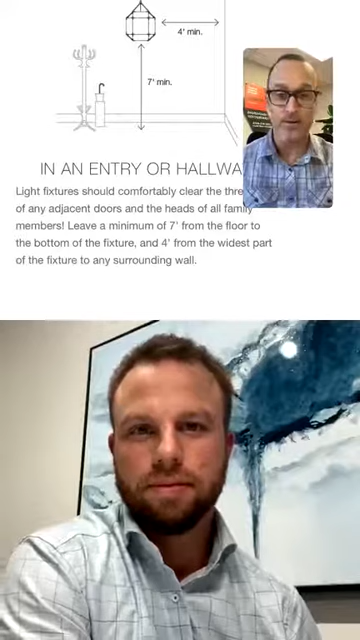 4' min.
7' min.
IN AN ENTRY OR
Light fixtures should comfortably clear the
of any adjacent doors and the heads of all family
members! Leave a minimum of 7' from the floor to
the bottom of the fixture, and 4' from the widest part
of the fixture to any surrounding wall.